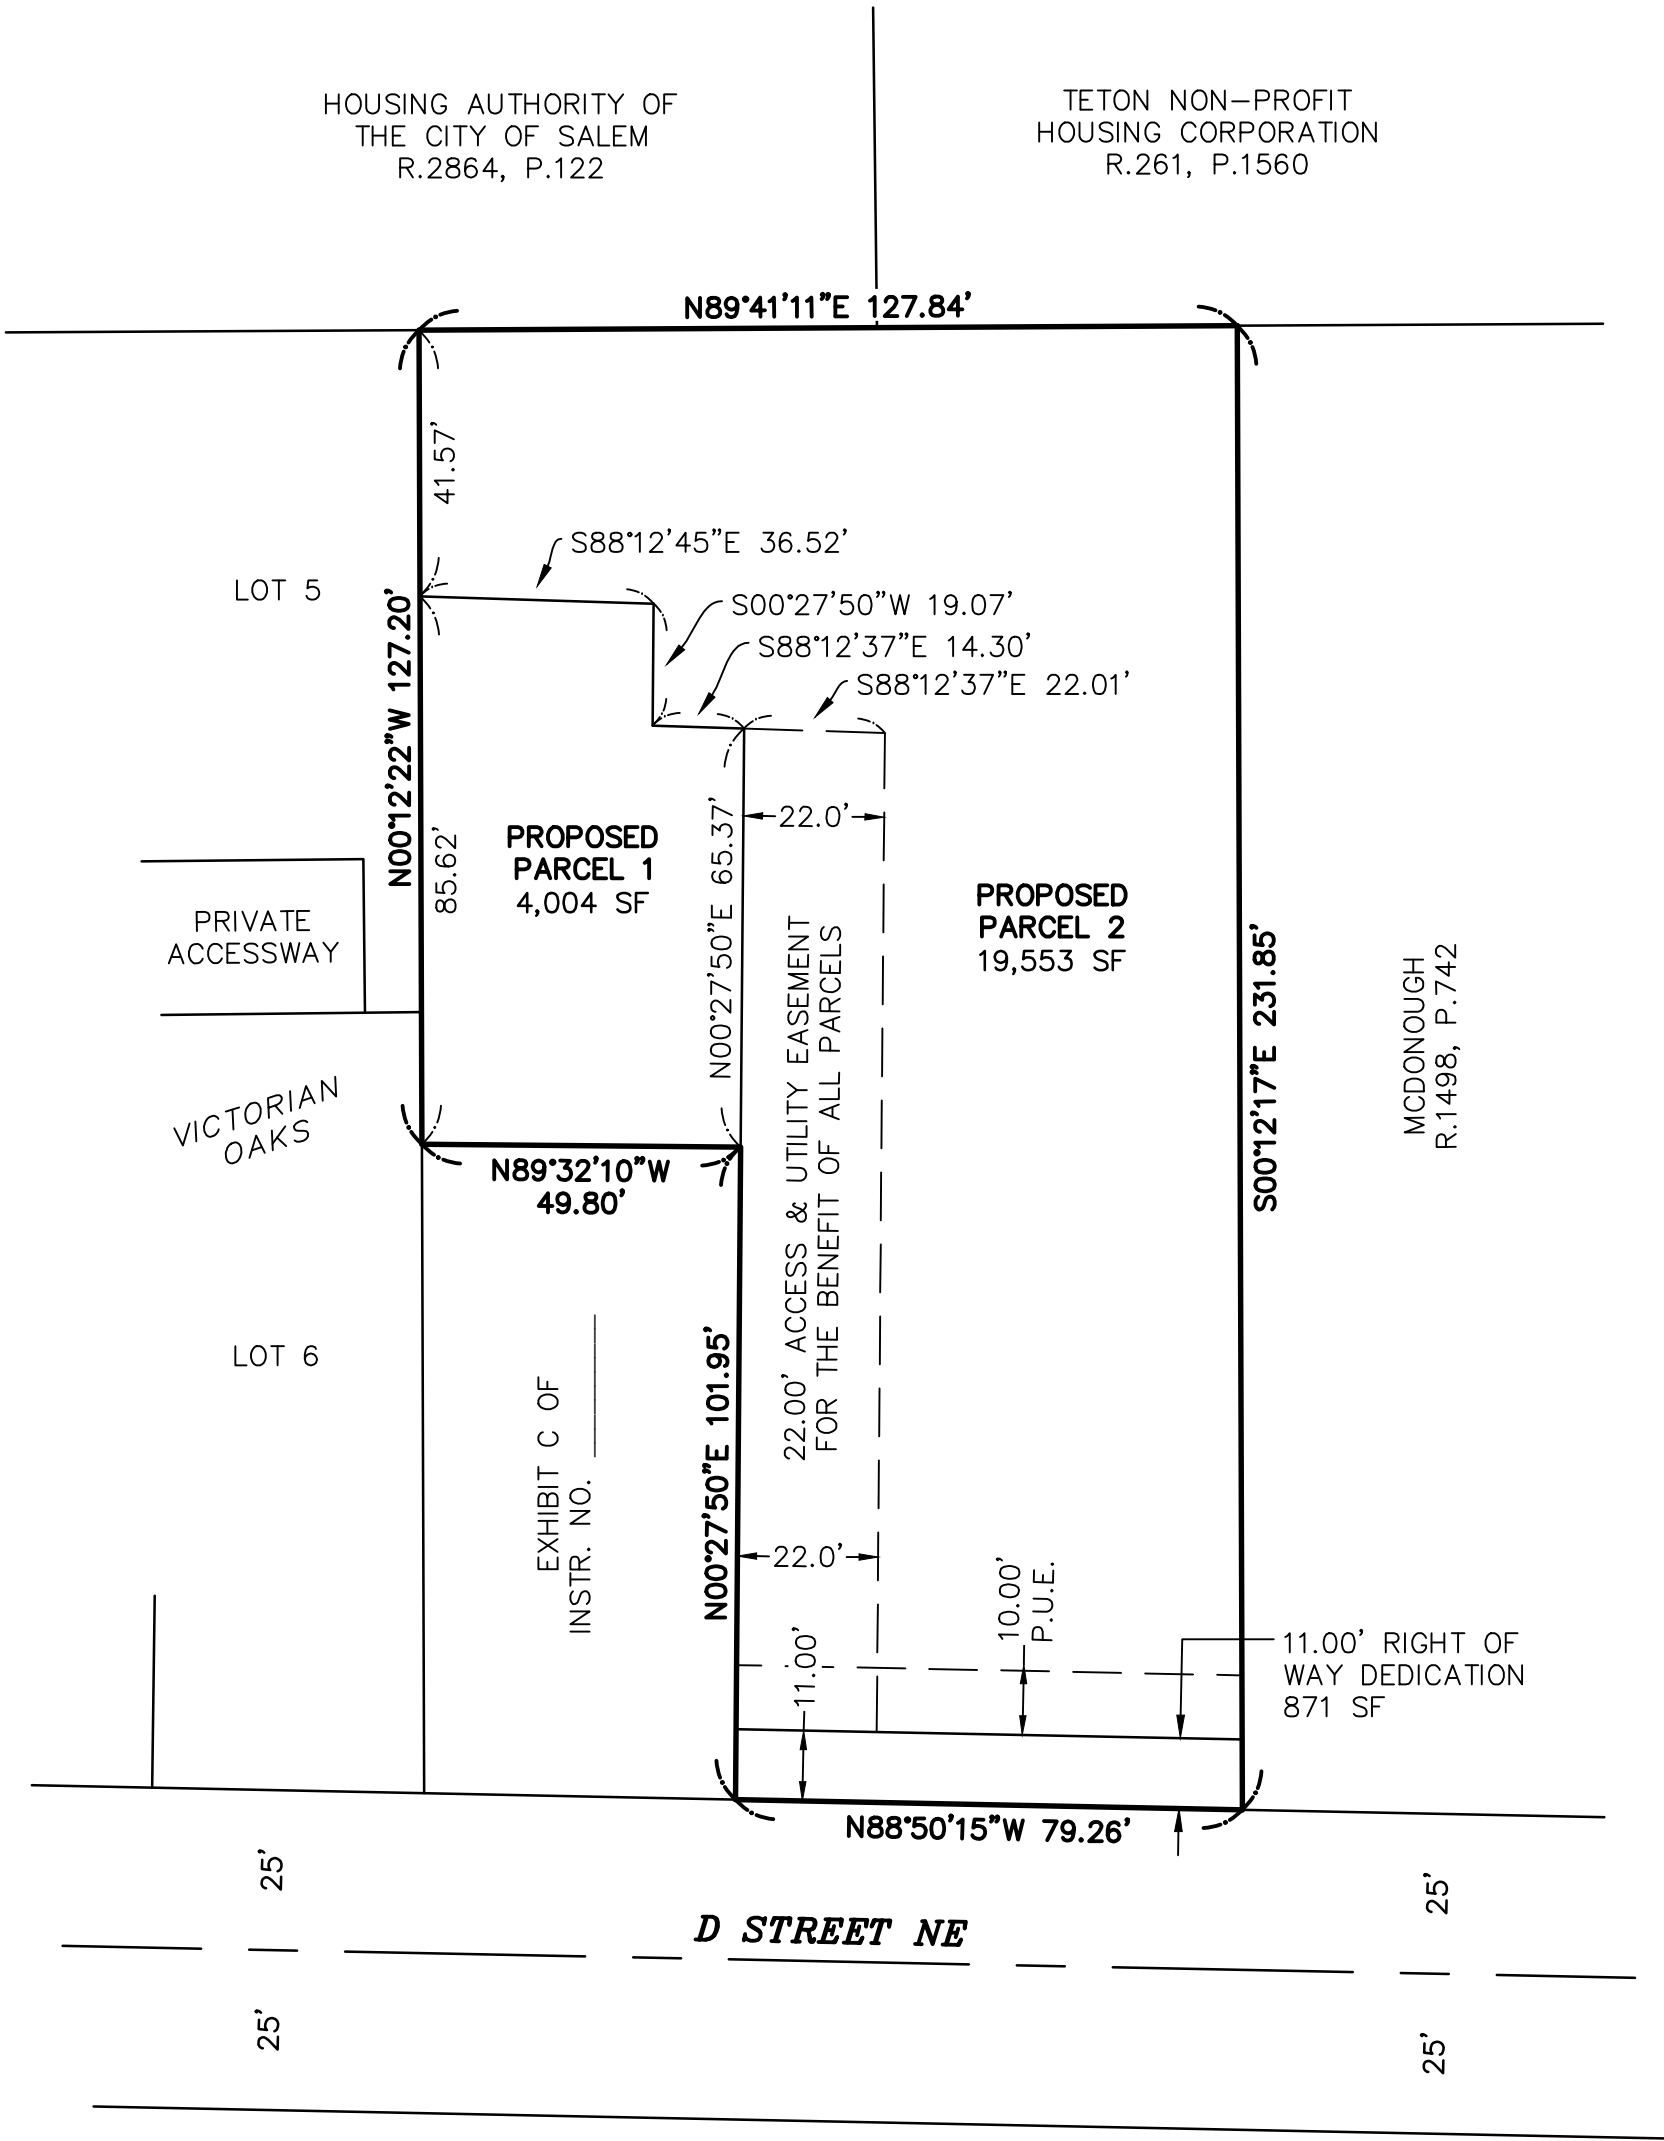 HOUSING AUTHORITY OF
THE CITY OF SALEM
R.2864, P.122
TETON NON-PROFIT
HOUSING CORPORATION
R.261, P.1560
N89°41'11"E 127.84'
41.57'
S88°12'45"E 36.52'
S00°27'50"W 19.07'
S88°12'37"E 14.30'
S88°12'37"E 22.01'
LOT 5
N00°12'22"W 127.20'
85.62'
PROPOSED
PARCEL 1
4,004 SF
N00°27'50"E 65.37'
22.0'
PROPOSED
PARCEL 2
19,553 SF
PRIVATE
ACCESSWAY
22.00' ACCESS & UTILITY EASEMENT
FOR THE BENEFIT OF ALL PARCELS
S00°12'17"E 231.85'
MCDONOUGH
R.1498, P.742
VICTORIAN
OAKS
N89°32'10"W
49.80'
LOT 6
EXHIBIT C OF
INSTR. NO. ________
N00°27'50"E 101.95'
22.0'
11.00'
10.00'
P.U.E.
11.00' RIGHT OF
WAY DEDICATION
871 SF
N88°50'15"W 79.26'
25'
25'
D STREET NE
25'
25'